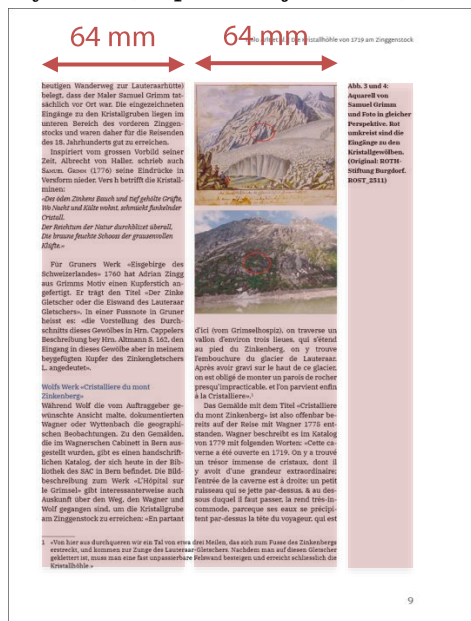 64 mm
64 mm
Die Kristallhöhle von 1719 am Zinggenstock
heutigen Wanderweg zur Lauteraarhütte)
belegt, dass der Maler Samuel Grimm tat-
sächlich vor Ort war. Die eingezeichneten
Eingänge zu den Kristallgruben liegen im
unteren Bereich des vorderen Zinggen-
stocks und waren daher für die Reisenden
des 18. Jahrhunderts gut zu erreichen.
Inspiriert vom grossen Vorbild seiner
Zeit, Albrecht von Haller, schrieb auch
Samuel Grimm (1776) seine Eindrücke in
Versform nieder. Vers h betrifft die Kristall-
minen:
«Des öden Zinkens Bauch und tief gehölte Grüfte,
Wo Nacht und Kälte wohnt, schmückt funkelnder
Cristall.
Der Reichtum der Natur durchblizet überall,
Die braune feuchte Schooss der grausenvollen
Klüfte.»
Für Gruners Werk «Eisgebirge des
Schweizerlandes» 1760 hat Adrian Zingg
aus Grimms Motiv einen Kupferstich an-
gefertigt. Er trägt den Titel «Der Zinke
Gletscher oder die Eiswand des Lauteraar
Gletschers». In einer Fussnote in Gruner
heisst es: «die Vorstellung des Durch-
schnitts dieses Gewölbes in Hrn. Cappelers
Beschreibung bey Hrn. Altmann S. 162, den
Eingang in dieses Gewölbe aber in meinem
beygefügten Kupfer des Zinkengletschers
L. angedeutet».
Wolfs Werk «Cristalliere du mont
Zinkenberg»
Während Wolf die vom Auftraggeber ge-
wünschte Ansicht malte, dokumentierten
Wagner oder Wyttenbach die geographi-
schen Beobachtungen. Zu den Gemälden,
die im Wagnerschen Cabinett in Bern aus-
gestellt wurden, gibt es einen handschrift-
lichen Katalog, der sich heute in der Bib-
liothek des SAC in Bern befindet. Die Bild-
beschreibung zum Werk «L'Hôpital sur
le Grimsel» gibt interessanterweise auch
Auskunft über den Weg, den Wagner und
Wolf gegangen sind, um die Kristallgrube
am Zinggenstock zu erreichen: «En partant
d'ici (vom Grimselhospiz), on traverse un
vallon d'environ trois lieues, qui s'étend
au pied du Zinkenberg, on y trouve
l'embouchure du glacier de Lauteraar.
Après avoir gravi sur le haut de ce glacier,
on est obligé de monter un parois de rocher
presqu'impracticable, et l'on parvient enfin
à la Cristalliere».¹
Das Gemälde mit dem Titel «Cristalliere
du mont Zinkenberg» ist also offenbar be-
reits auf der Reise mit Wagner 1775 ent-
standen. Wagner beschreibt es im Katalog
von 1779 mit folgenden Worten: «Cette ca-
verne a été ouverte en 1719. On y a trouvé
un trésor immense de cristaux, dont il
y avoit d'une grandeur extraordinaire;
l'entrée de la caverne est à droite; un petit
ruisseau qui se jette par-dessus, & au des-
sous duquel il faut passer, la rend très-in-
commode, parceque ses eaux se précipi-
tent par-dessus la tête du voyageur, qui est
Abb. 3 und 4:
Aquarell von
Samuel Grimm
und Foto in gleicher
Perspektive. Rot
umkreist sind die
Eingänge zu den
Kristallgewölben.
(Original: ROTH-
Stiftung Burgdorf.
ROST_2511)
1 «Von hier aus durchqueren wir ein Tal von etwa drei Meilen, das sich zum Fusse des Zinkenbergs
erstreckt, und kommen zur Zunge des Lauteraar-Gletschers. Nachdem man auf diesen Gletscher
geklettert ist, muss man eine fast unpassierbare Felswand besteigen und erreicht schliesslich die
Kristallhöhle.»
9